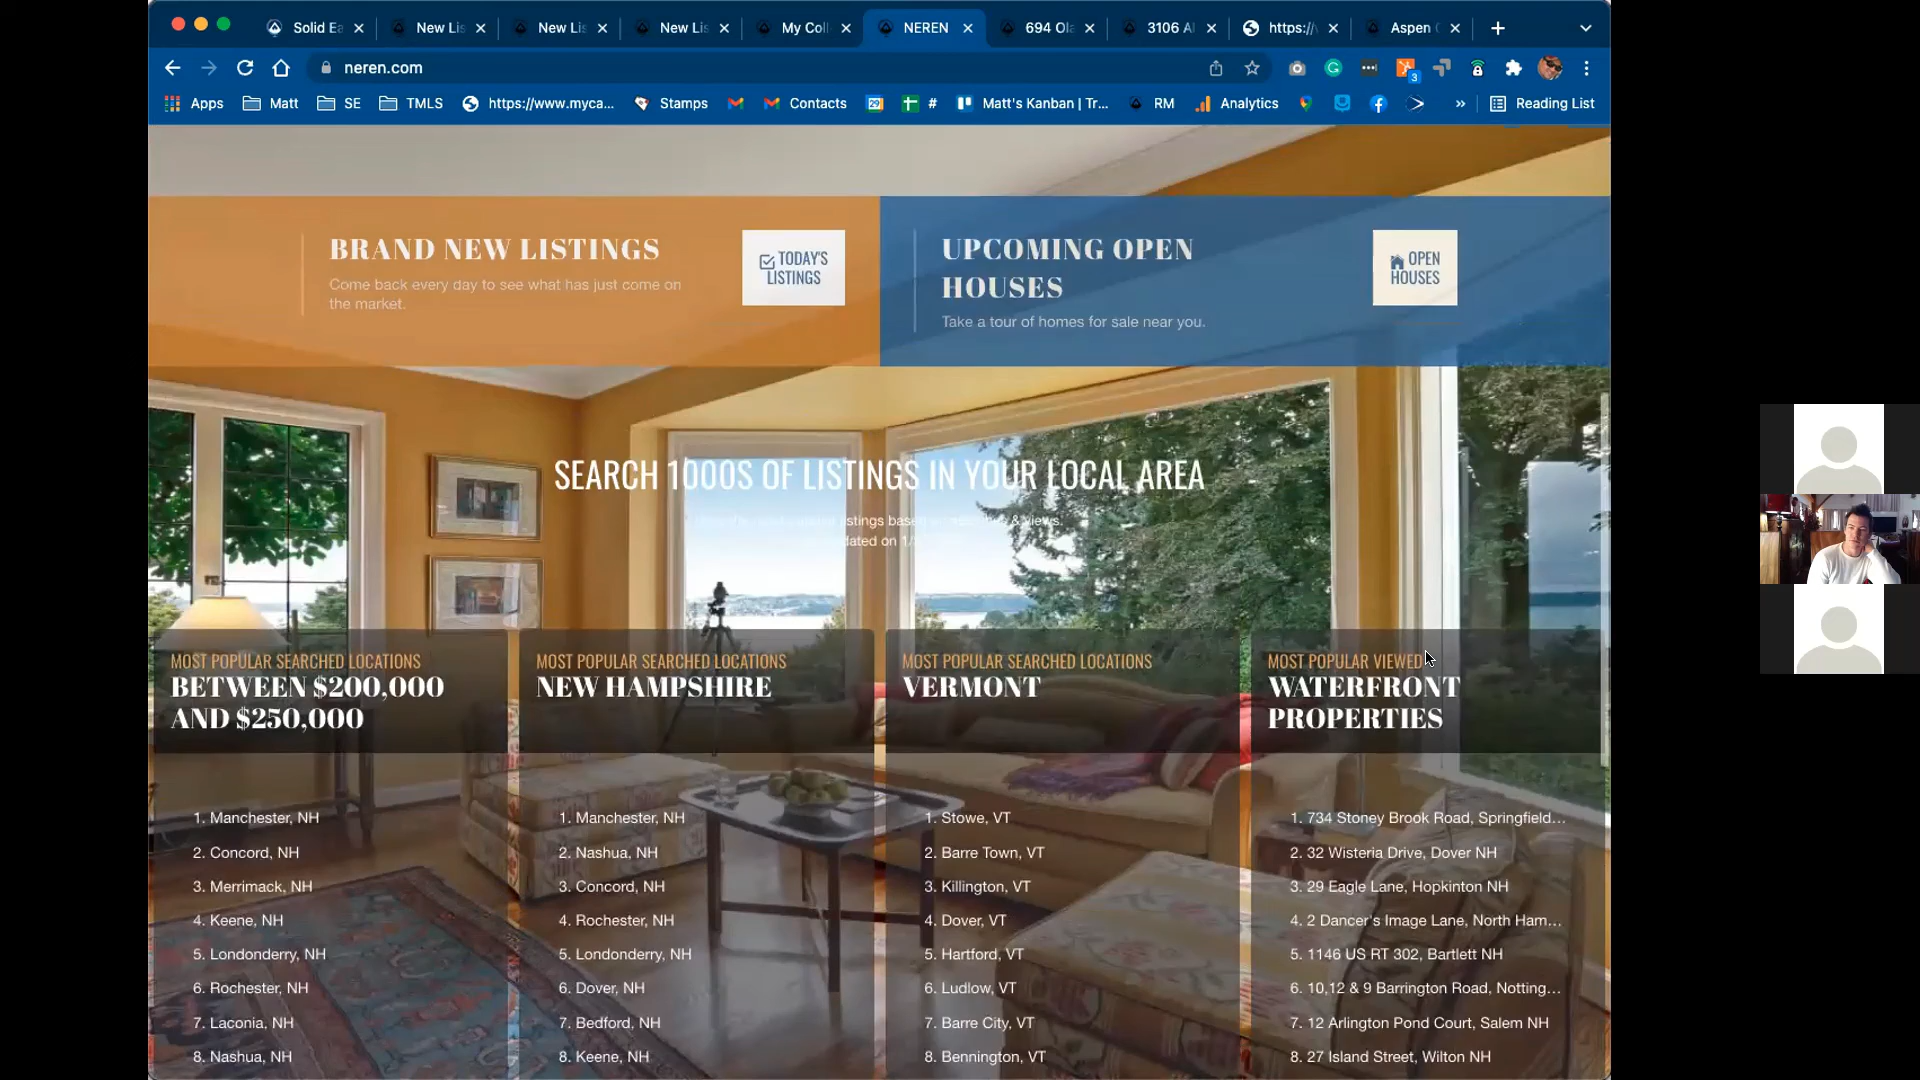 Solid Ea
New Lis
New Lis
New Lis
My Coll
NEREN
694 Ola
3106 Al
https://v
Aspen
neren.com
3
Apps
Matt
SE
TMLS
https://www.myca...
Stamps
Contacts
29
#
Matt's Kanban | Tr...
RM
Analytics
»
Reading List
BRAND NEW LISTINGS
Come back every day to see what has just come on
the market.
TODAY'S
LISTINGS
UPCOMING OPEN
HOUSES
Take a tour of homes for sale near you.
OPEN
HOUSES
SEARCH 1000S OF LISTINGS IN YOUR LOCAL AREA
listings based & views.
dated on 1/
MOST POPULAR SEARCHED LOCATIONS
BETWEEN $200,000
AND $250,000
1. Manchester, NH
2. Concord, NH
3. Merrimack, NH
4. Keene, NH
5. Londonderry, NH
6. Rochester, NH
7. Laconia, NH
8. Nashua, NH
MOST POPULAR SEARCHED LOCATIONS
NEW HAMPSHIRE
1. Manchester, NH
2. Nashua, NH
3. Concord, NH
4. Rochester, NH
5. Londonderry, NH
6. Dover, NH
7. Bedford, NH
8. Keene, NH
MOST POPULAR SEARCHED LOCATIONS
VERMONT
1. Stowe, VT
2. Barre Town, VT
3. Killington, VT
4. Dover, VT
5. Hartford, VT
6. Ludlow, VT
7. Barre City, VT
8. Bennington, VT
MOST POPULAR VIEWED
WATERFRONT
PROPERTIES
1. 734 Stoney Brook Road, Springfield...
2. 32 Wisteria Drive, Dover NH
3. 29 Eagle Lane, Hopkinton NH
4. 2 Dancer's Image Lane, North Ham...
5. 1146 US RT 302, Bartlett NH
6. 10,12 & 9 Barrington Road, Notting...
7. 12 Arlington Pond Court, Salem NH
8. 27 Island Street, Wilton NH